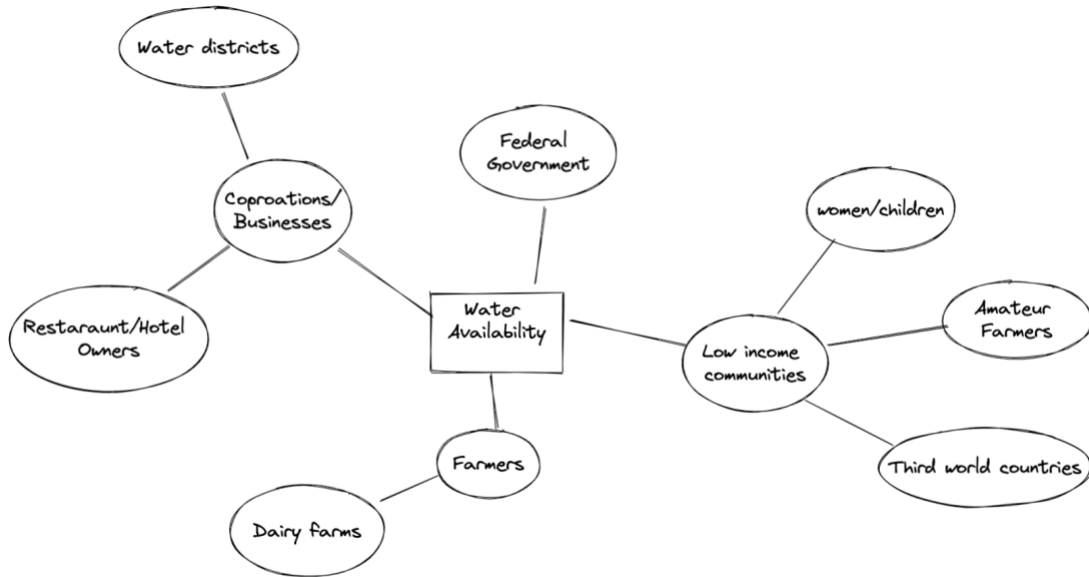 Water districts
Federal
Government
Coproations/
Businesses
women/children
Restaraunt/Hotel
Owners
Water
Availability
Amateur
Farmers
Low income
communities
Farmers
Third world countries
Dairy farms